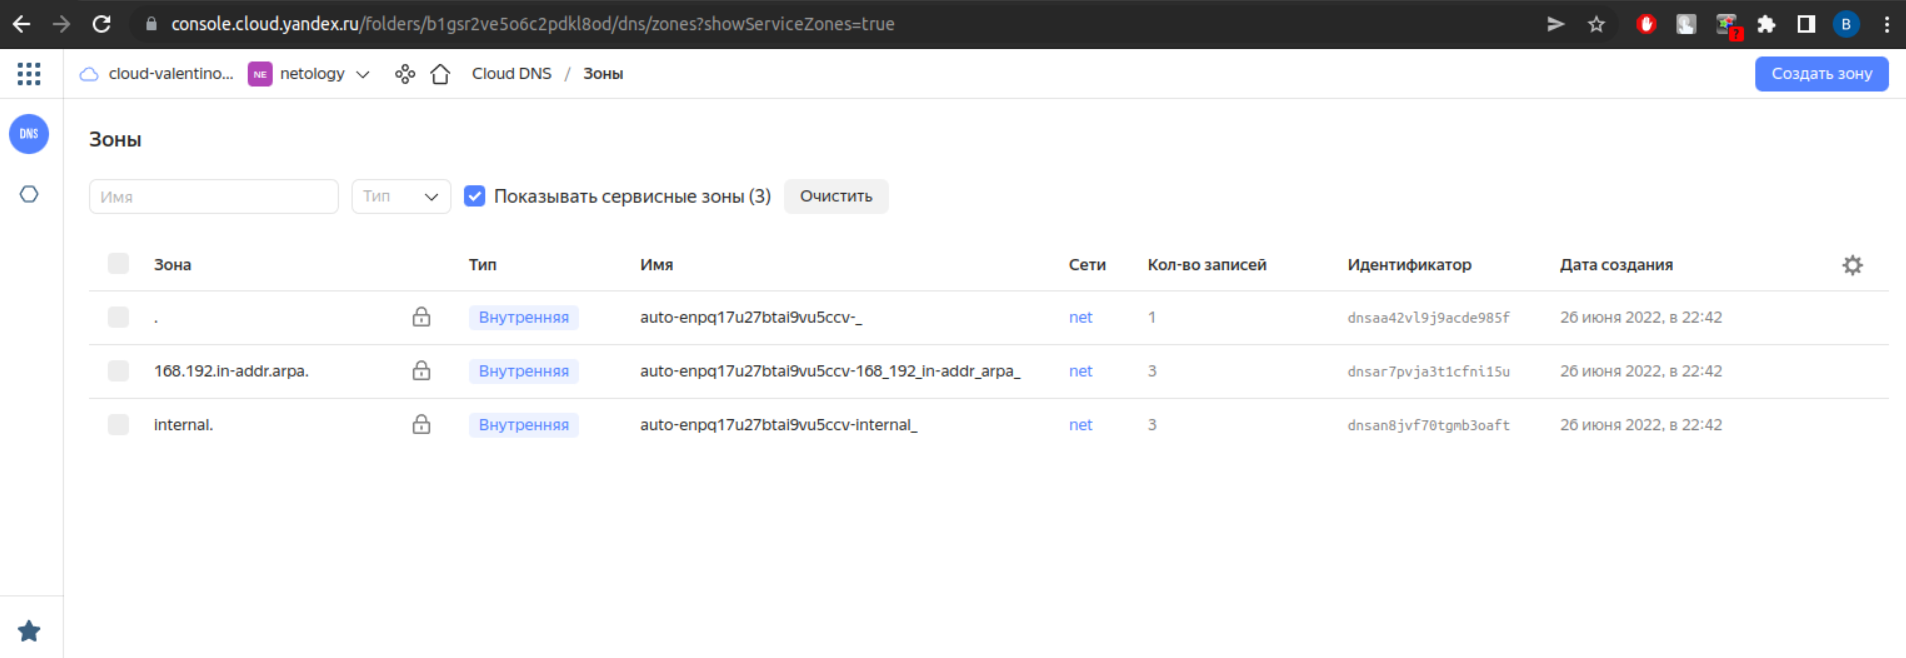 console.cloud.yandex.ru/folders/b1gsr2ve5o6c2pdkl8od/dns/zones?showServiceZones=true
?
B
cloud-valentino... NE netology Cloud DNS / Зоны Создать зону
DNS
Зоны
Имя Тип Показывать сервисные зоны (3) Очистить
Зона Тип Имя Сети Кол-во записей Идентификатор Дата создания
. Внутренняя auto-enpq17u27btai9vu5ccv-_ net 1 dnsaa42vl9j9acde985f 26 июня 2022, в 22:42
168.192.in-addr.arpa. Внутренняя auto-enpq17u27btai9vu5ccv-168_192_in-addr_arpa_ net 3 dnsar7pvja3t1cfni15u 26 июня 2022, в 22:42
internal. Внутренняя auto-enpq17u27btai9vu5ccv-internal_ net 3 dnsan8jvf70tgmb3oaft 26 июня 2022, в 22:42